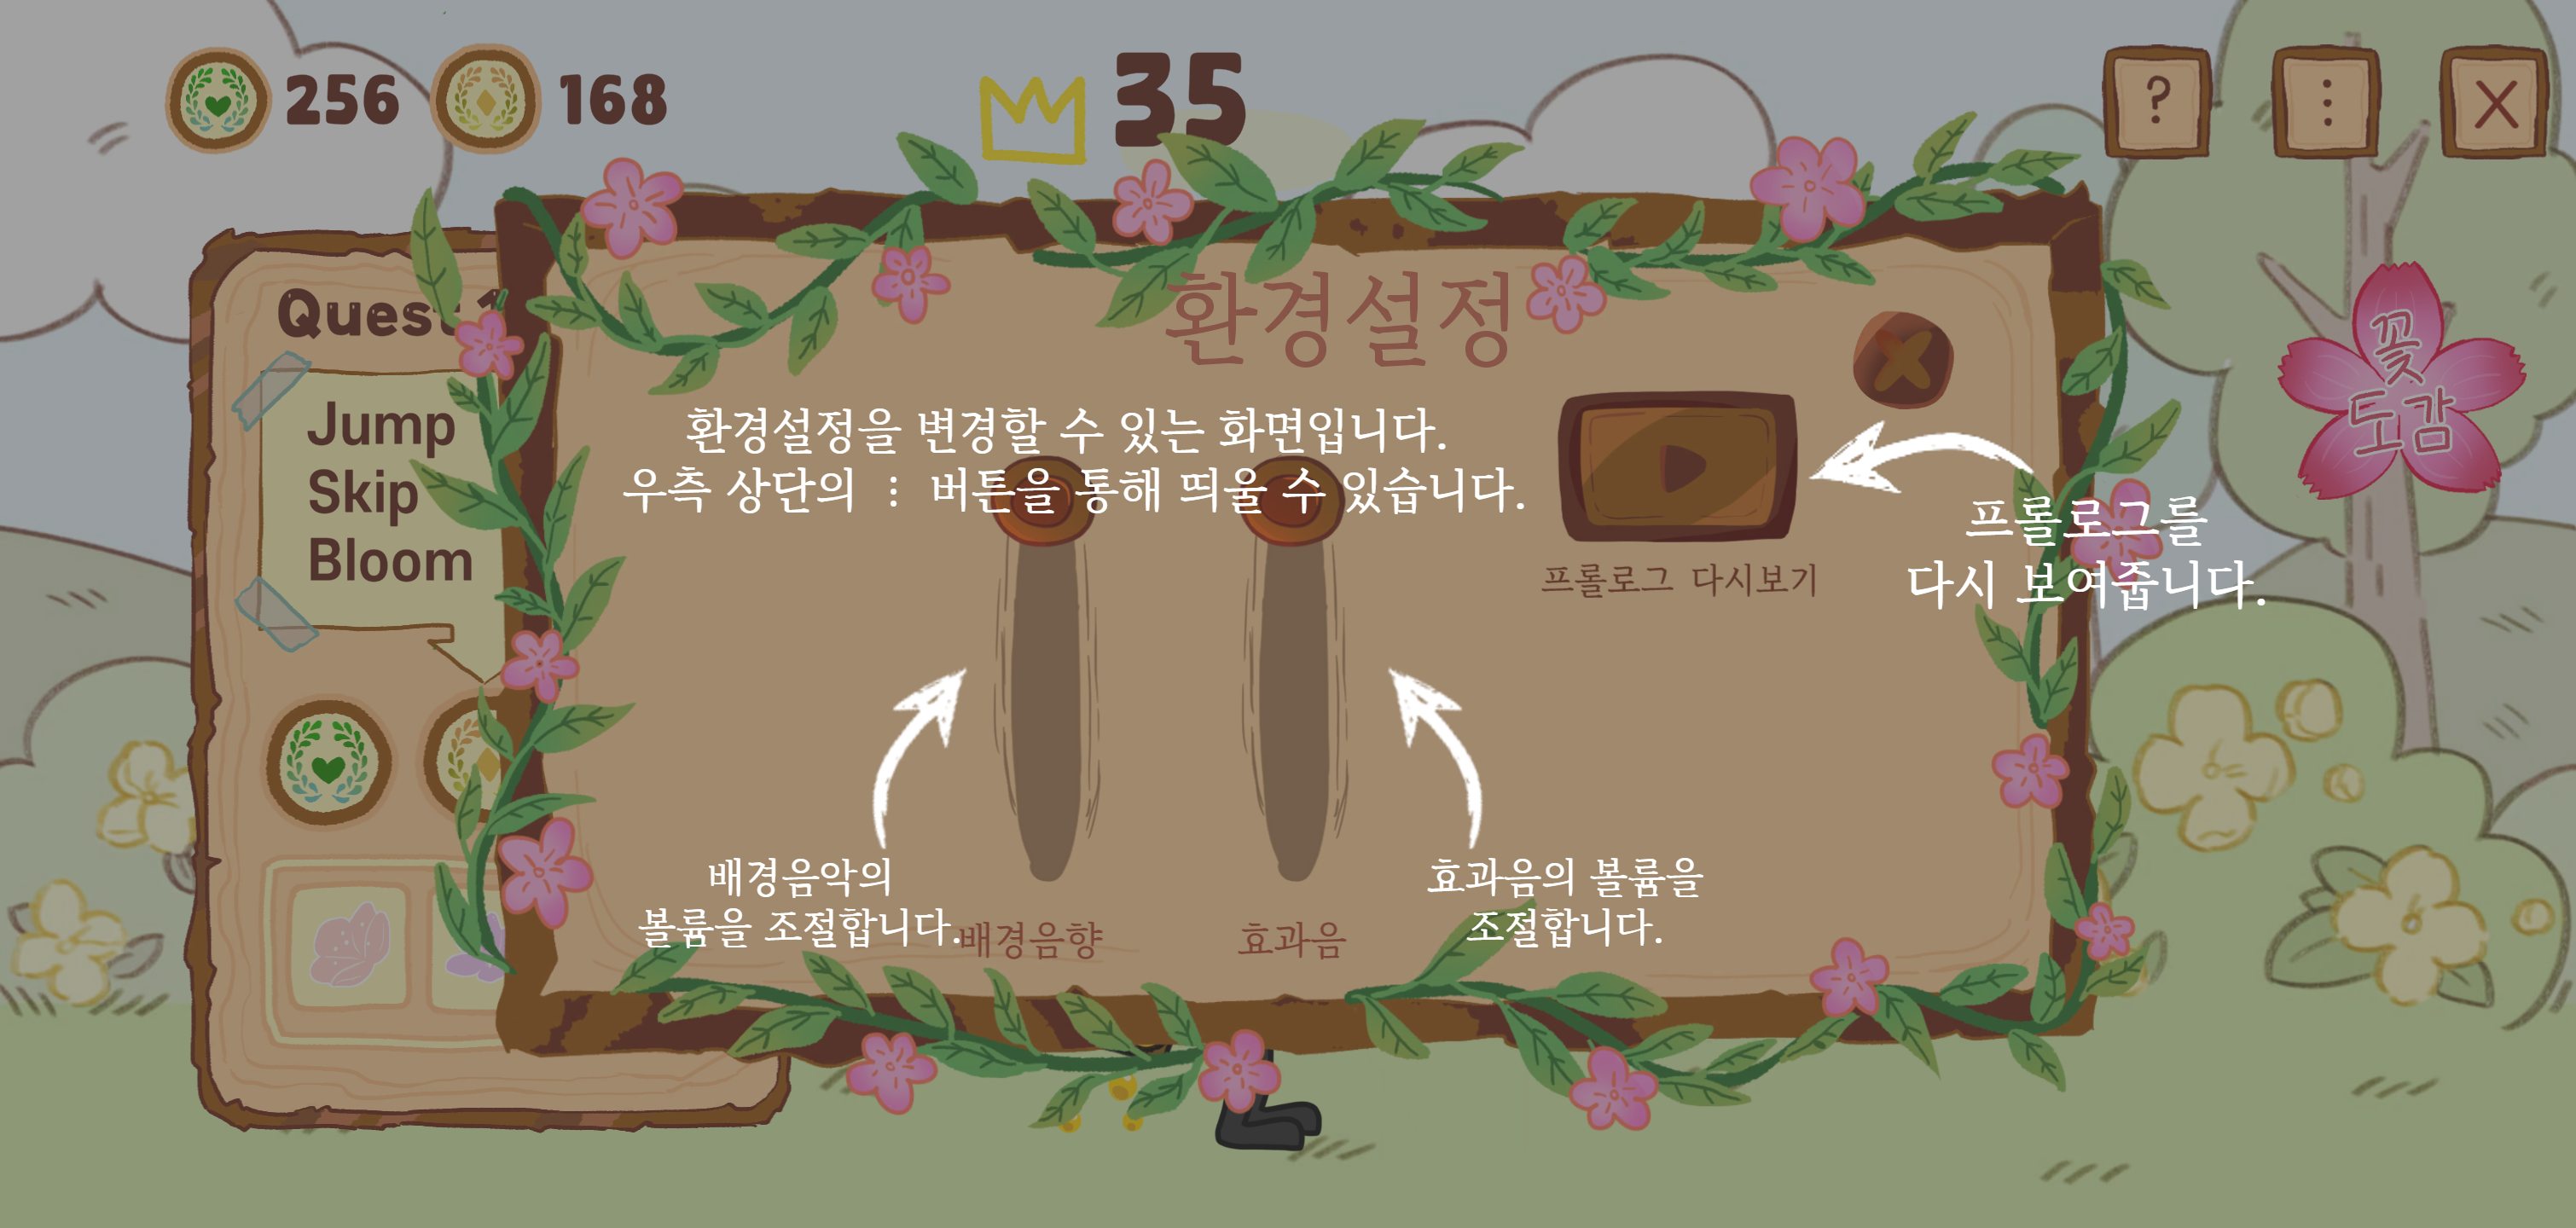 256
168
35
?
⋮
X
Quest 1
환경설정
꽃
도감
Jump
Skip
Bloom
환경설정을 변경할 수 있는 화면입니다.
우측 상단의 ⋮ 버튼을 통해 띄울 수 있습니다.
프롤로그를
다시 보여줍니다.
프롤로그 다시보기
배경음악의
볼륨을 조절합니다.
배경음향
효과음
효과음의 볼륨을
조절합니다.